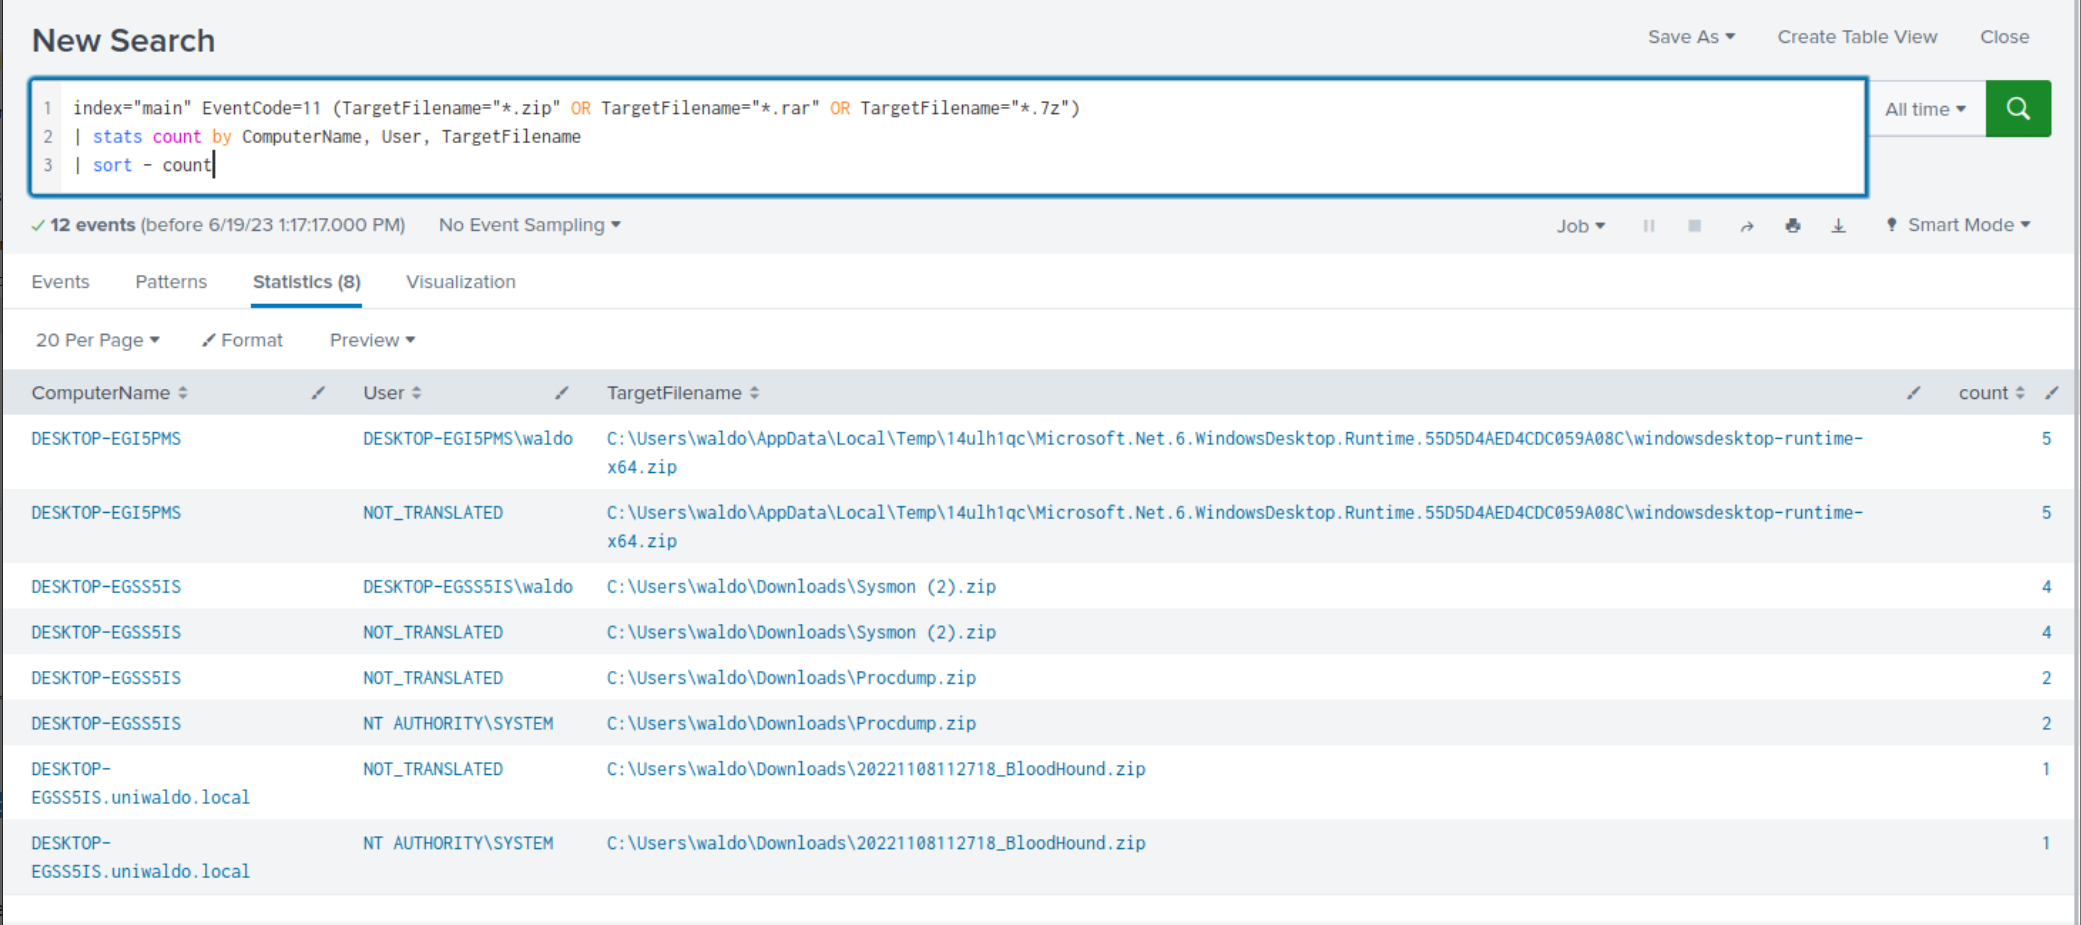 New Search
Save As
Create Table View
Close
1 index="main" EventCode=11 (TargetFilename="*.zip" OR TargetFilename="*.rar" OR TargetFilename="*.7z")
2 | stats count by ComputerName, User, TargetFilename
3 | sort - count
All time
12 events (before 6/19/23 1:17:17.000 PM)
No Event Sampling
Job
Smart Mode
Events
Patterns
Statistics (8)
Visualization
20 Per Page
Format
Preview
ComputerName User TargetFilename count
DESKTOP-EGI5PMS DESKTOP-EGI5PMS\waldo C:\Users\waldo\AppData\Local\Temp\14ulh1qc\Microsoft.Net.6.WindowsDesktop.Runtime.55D5D4AED4CDC059A08C\windowsdesktop-runtime- 5
x64.zip
DESKTOP-EGI5PMS NOT_TRANSLATED C:\Users\waldo\AppData\Local\Temp\14ulh1qc\Microsoft.Net.6.WindowsDesktop.Runtime.55D5D4AED4CDC059A08C\windowsdesktop-runtime- 5
x64.zip
DESKTOP-EGSS5IS DESKTOP-EGSS5IS\waldo C:\Users\waldo\Downloads\Sysmon (2).zip 4
DESKTOP-EGSS5IS NOT_TRANSLATED C:\Users\waldo\Downloads\Sysmon (2).zip 4
DESKTOP-EGSS5IS NOT_TRANSLATED C:\Users\waldo\Downloads\Procdump.zip 2
DESKTOP-EGSS5IS NT AUTHORITY\SYSTEM C:\Users\waldo\Downloads\Procdump.zip 2
DESKTOP- NOT_TRANSLATED C:\Users\waldo\Downloads\20221108112718_BloodHound.zip 1
EGSS5IS.uniwaldo.local
DESKTOP- NT AUTHORITY\SYSTEM C:\Users\waldo\Downloads\20221108112718_BloodHound.zip 1
EGSS5IS.uniwaldo.local